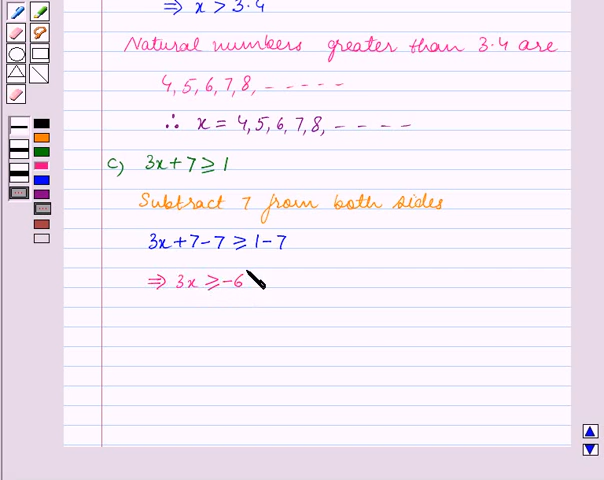 ⇒ x > 3·4
Natural numbers greater than 3·4 are
4, 5, 6, 7, 8, - - - - - -
∴ x = 4, 5, 6, 7, 8, - - - -
c) 3x + 7 ≥ 1
Subtract 7 from both sides
3x + 7 - 7 ≥ 1 - 7
⇒ 3x ≥ -6